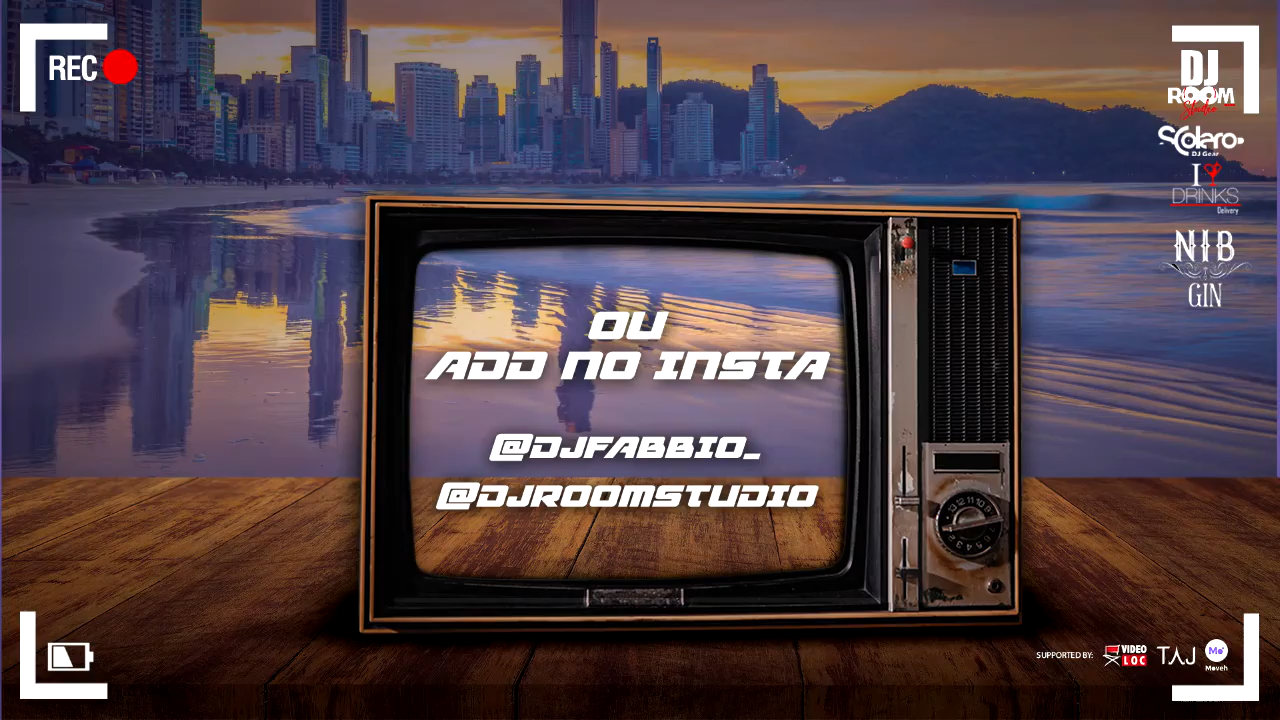 REC
DJ
ROOM
Studio
Scolaro
DJ Gear
I
DRINKS
Delivery
NIB
GIN
OU
ADD NO INSTA
@DJFABBIO_
@DJROOMSTUDIO
SUPPORTED BY:
VIDEO
LOC
TAJ
Me
Moveh